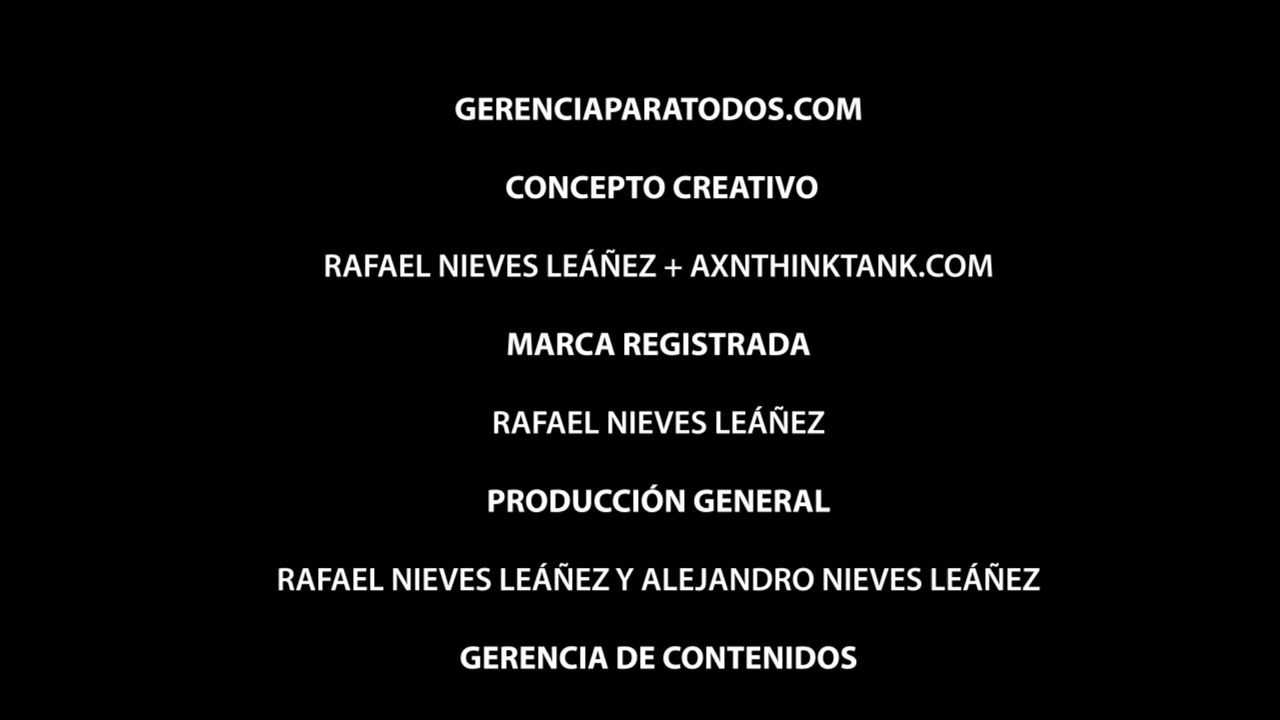 GERENCIAPARATODOS.COM
CONCEPTO CREATIVO
RAFAEL NIEVES LEÁÑEZ + AXNTHINKTANK.COM
MARCA REGISTRADA
RAFAEL NIEVES LEÁÑEZ
PRODUCCIÓN GENERAL
RAFAEL NIEVES LEÁÑEZ Y ALEJANDRO NIEVES LEÁÑEZ
GERENCIA DE CONTENIDOS